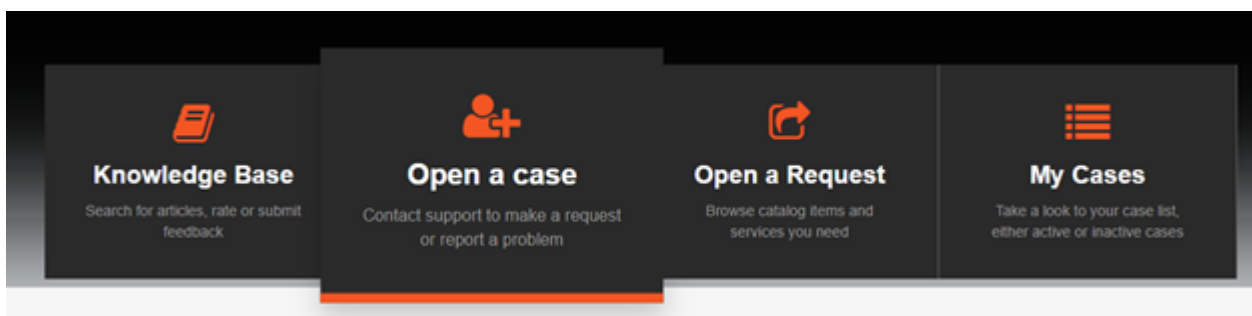 Knowledge Base
Search for articles, rate or submit
feedback
Open a case
Contact support to make a request
or report a problem
Open a Request
Browse catalog items and
services you need
My Cases
Take a look to your case list,
either active or inactive cases